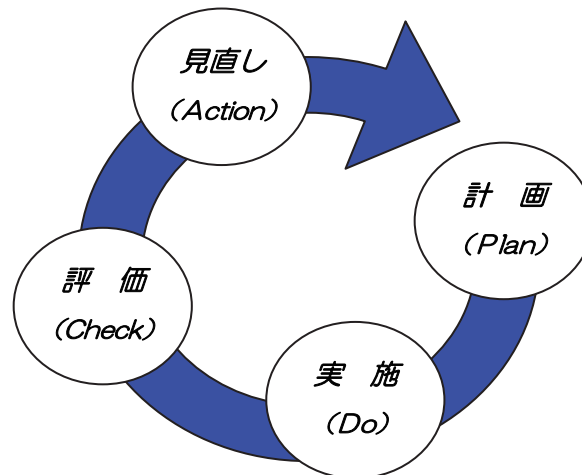 見直し
(Action)
計　画
(Plan)
評　価
(Check)
実　施
(Do)